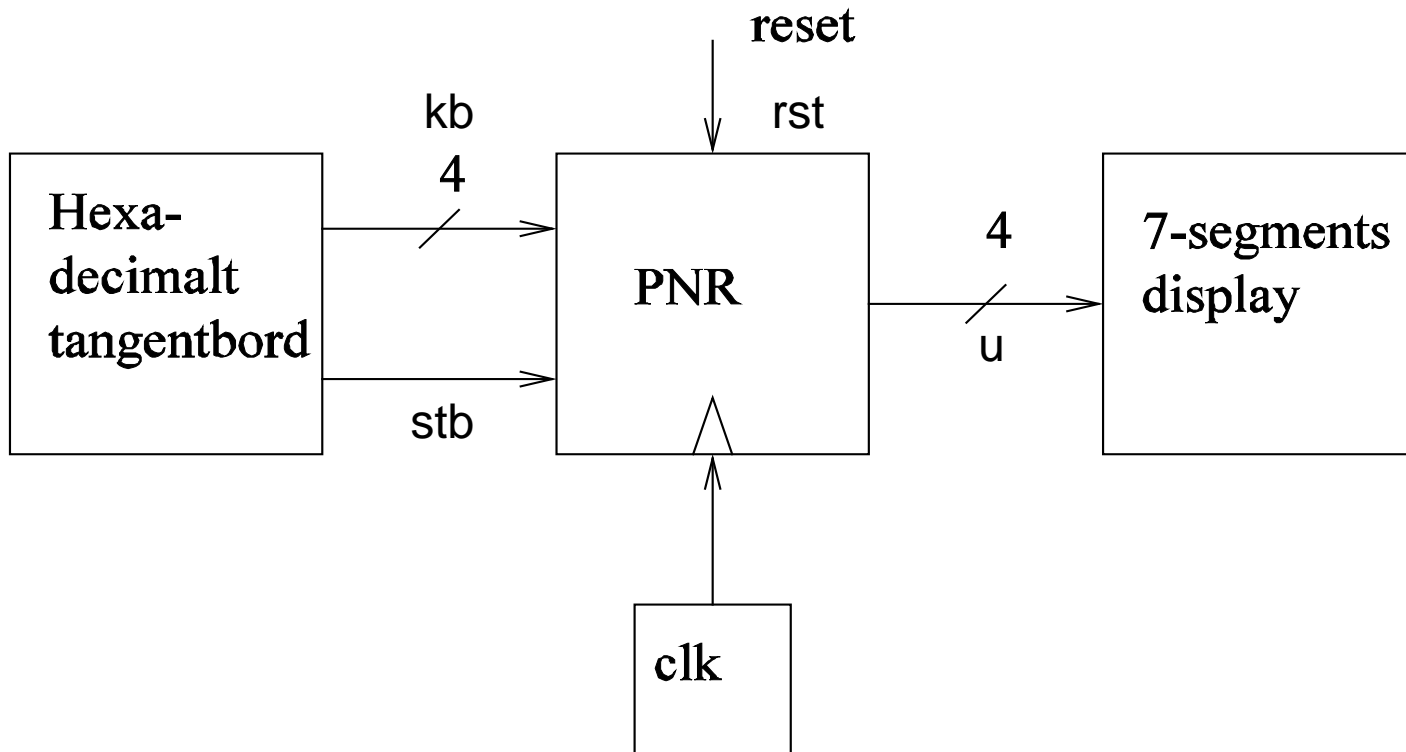 reset
rst
kb
4
Hexa-
decimalt
tangentbord
stb
PNR
4
u
7-segments
display
clk